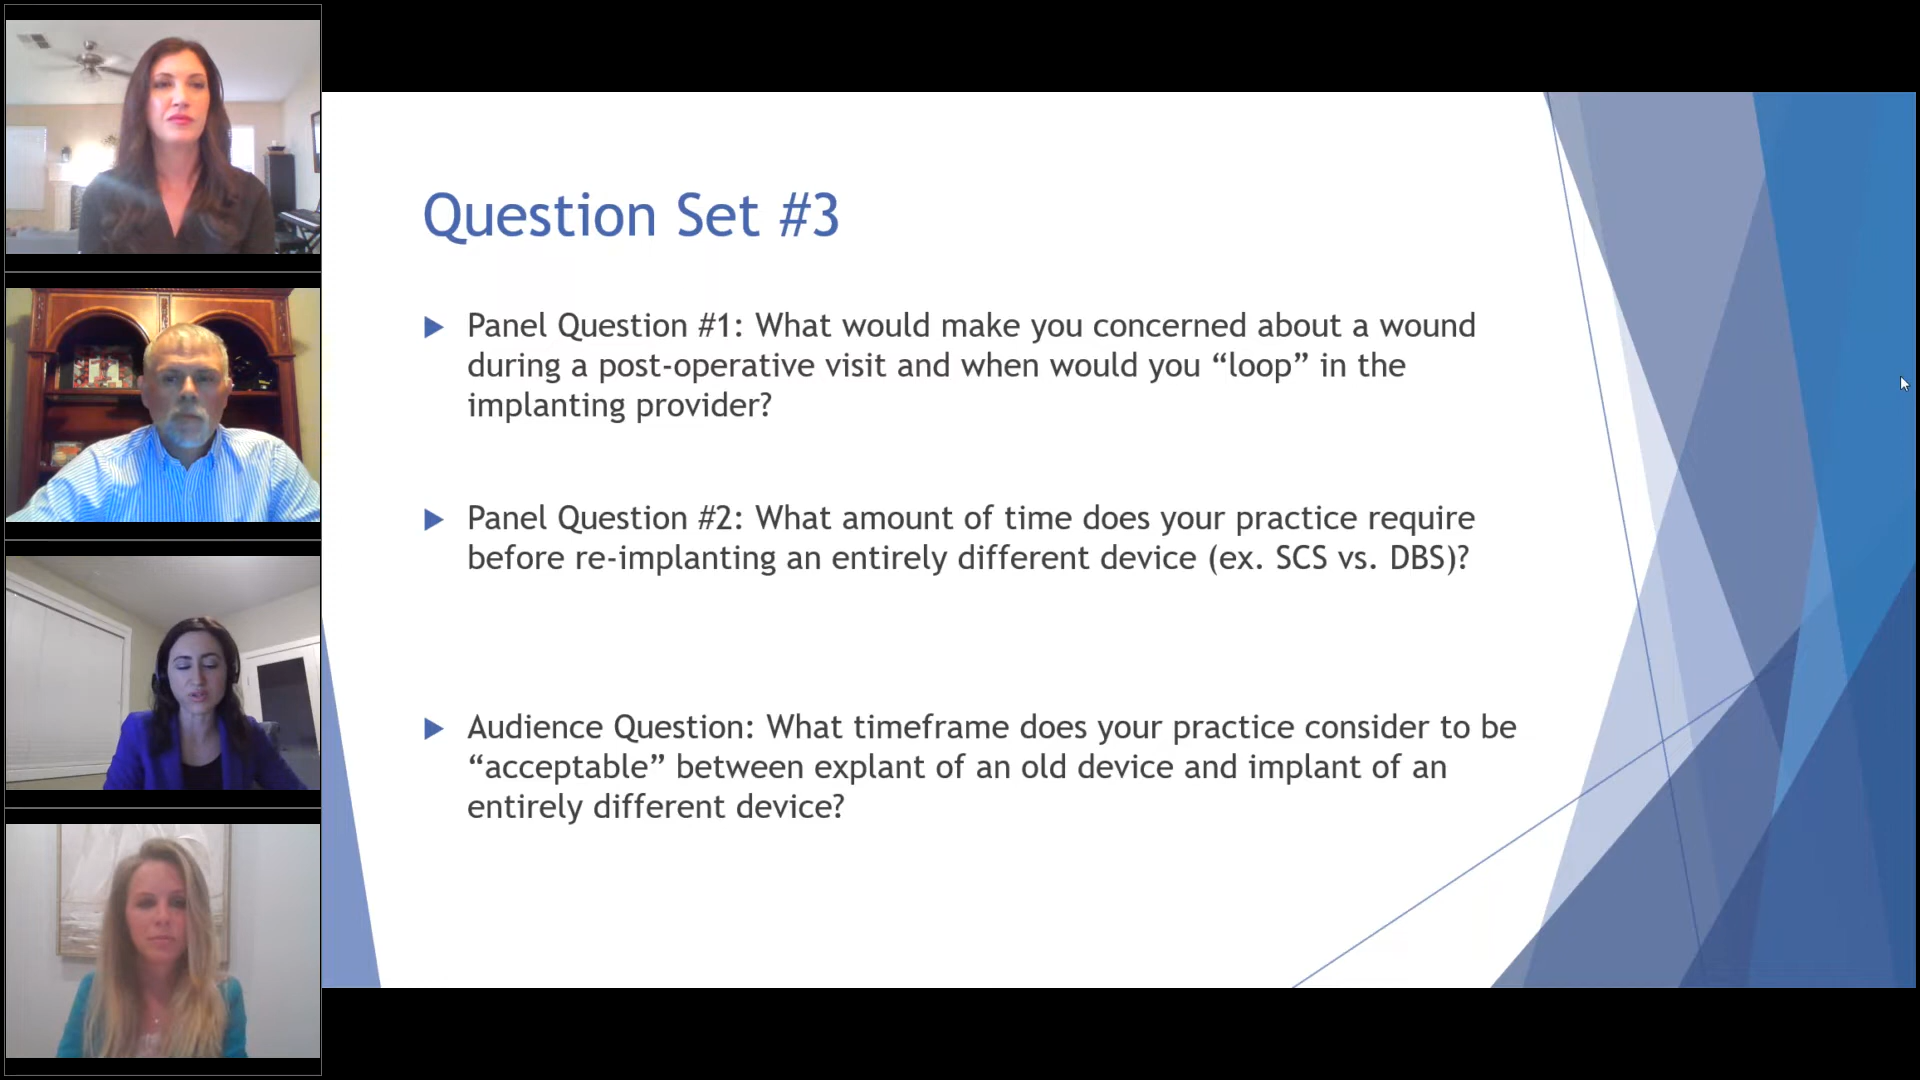 Question Set #3
Panel Question #1: What would make you concerned about a wound
during a post-operative visit and when would you “loop” in the
implanting provider?
Panel Question #2: What amount of time does your practice require
before re-implanting an entirely different device (ex. SCS vs. DBS)?
Audience Question: What timeframe does your practice consider to be
“acceptable” between explant of an old device and implant of an
entirely different device?